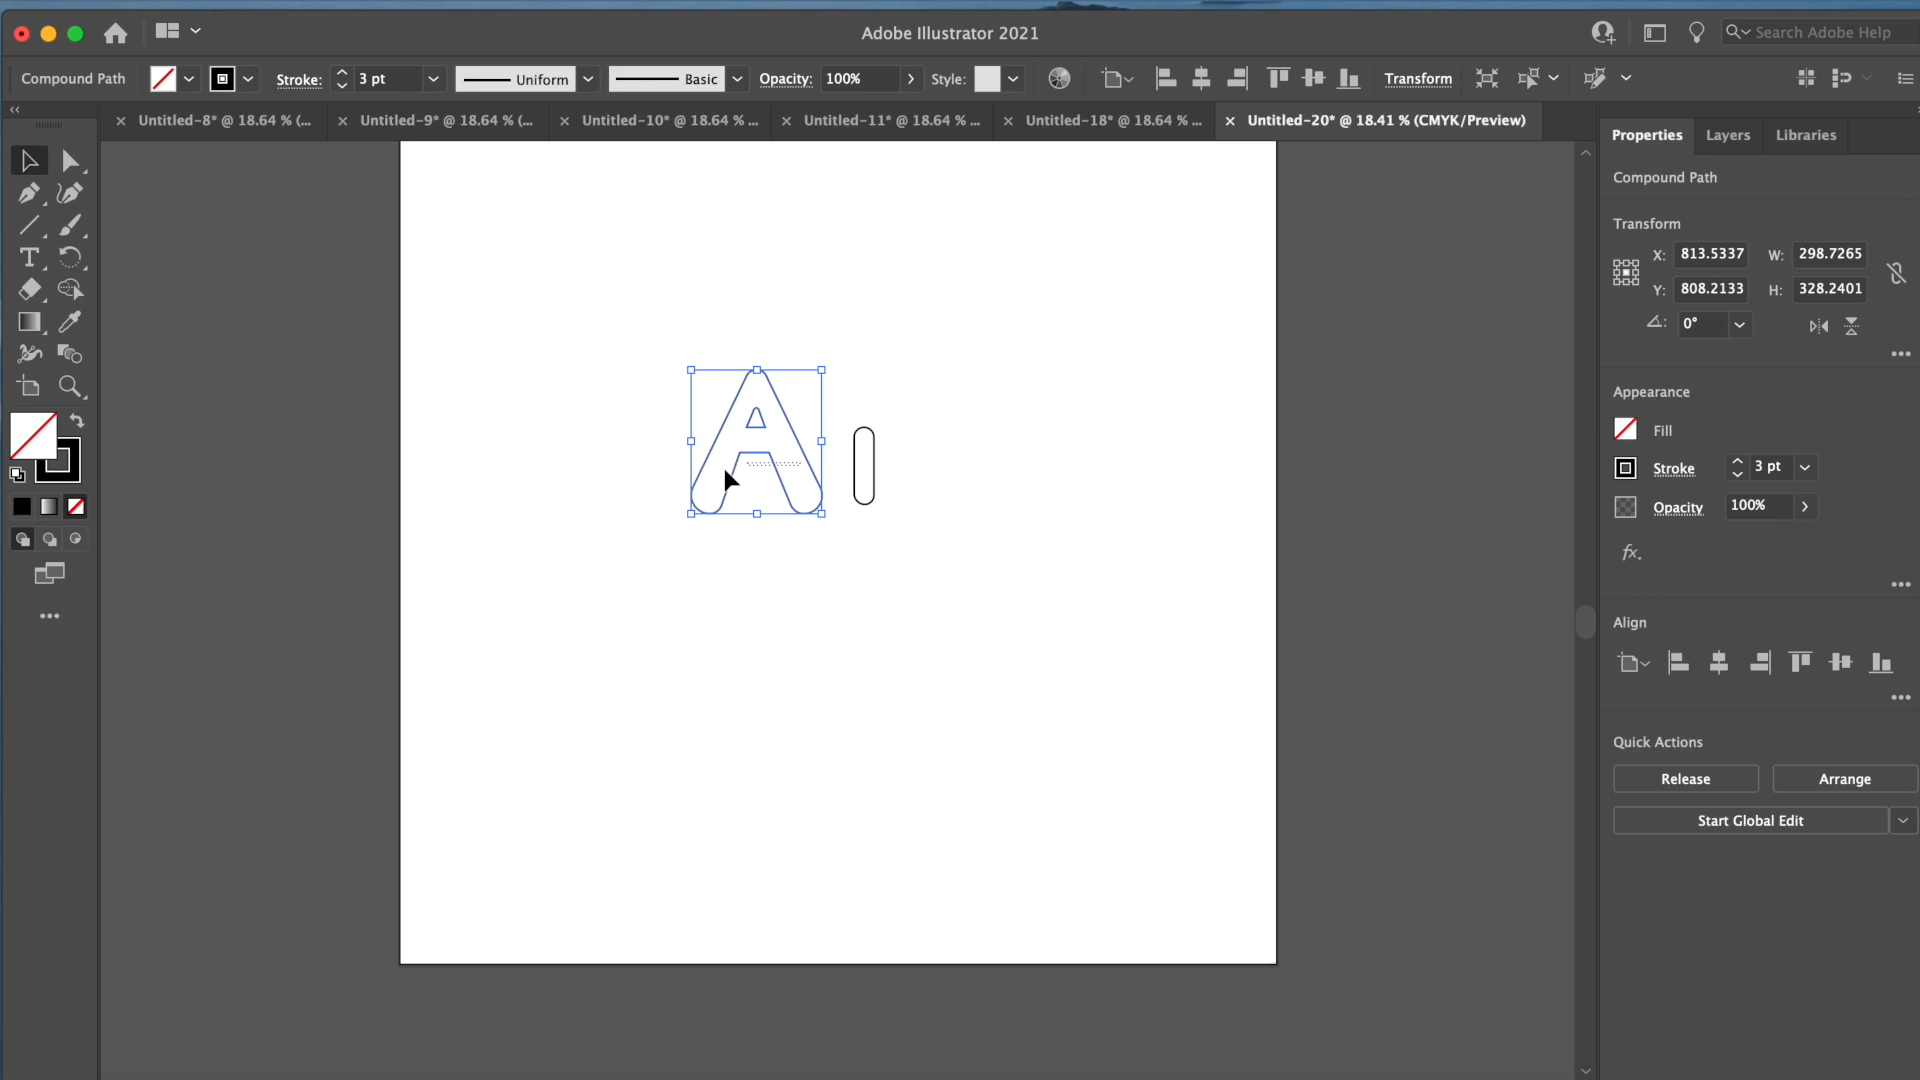 Adobe Illustrator 2021
Search Adobe Help
Compound Path
Stroke:
3 pt
Uniform
Basic
Opacity:
100%
Style:
Transform
Untitled-8* @ 18.64 % (...
Untitled-9* @ 18.64 % (...
Untitled-10* @ 18.64 % ...
Untitled-11* @ 18.64 % ...
Untitled-18* @ 18.64 % ...
Untitled-20* @ 18.41 % (CMYK/Preview)
Properties
Layers
Libraries
Compound Path
Transform
X: 813.5337
W: 298.7265
Y: 808.2133
H: 328.2401
0°
Appearance
Fill
Stroke
3 pt
Opacity
100%
fx.
Align
Quick Actions
Release
Arrange
Start Global Edit
A